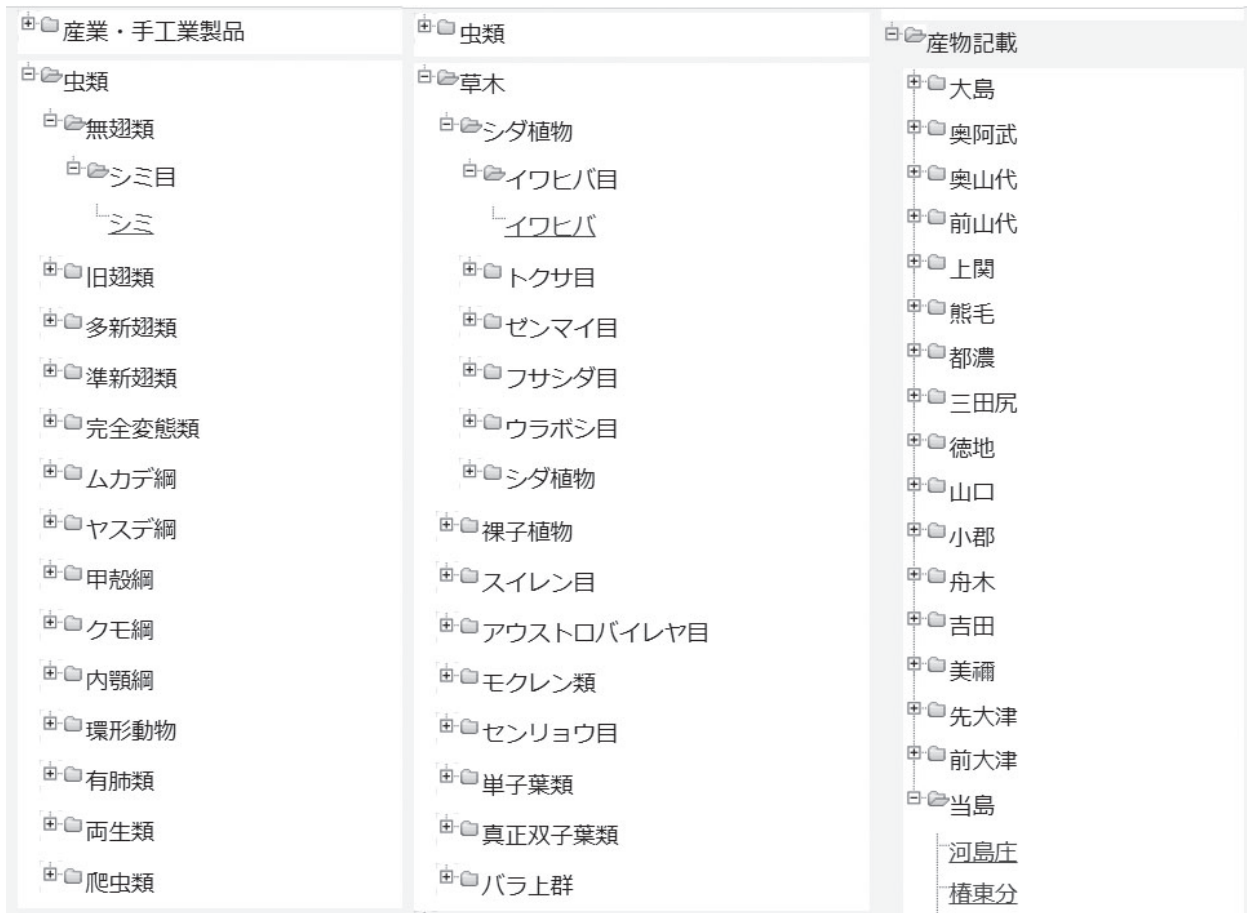 産業・手工業製品
虫類
無翅類
シミ目
シミ
旧翅類
多新翅類
準新翅類
完全変態類
ムカデ綱
ヤスデ綱
甲殻綱
クモ綱
内顎綱
環形動物
有肺類
両生類
爬虫類
虫類
草木
シダ植物
イワヒバ目
イワヒバ
トクサ目
ゼンマイ目
フサシダ目
ウラボシ目
シダ植物
裸子植物
スイレン目
アウストロバイレヤ目
モクレン類
センリョウ目
単子葉類
真正双子葉類
バラ上群
産物記載
大島
奥阿武
奥山代
前山代
上関
熊毛
都濃
三田尻
徳地
山口
小郡
舟木
吉田
美禰
先大津
前大津
当島
河島庄
椿東分